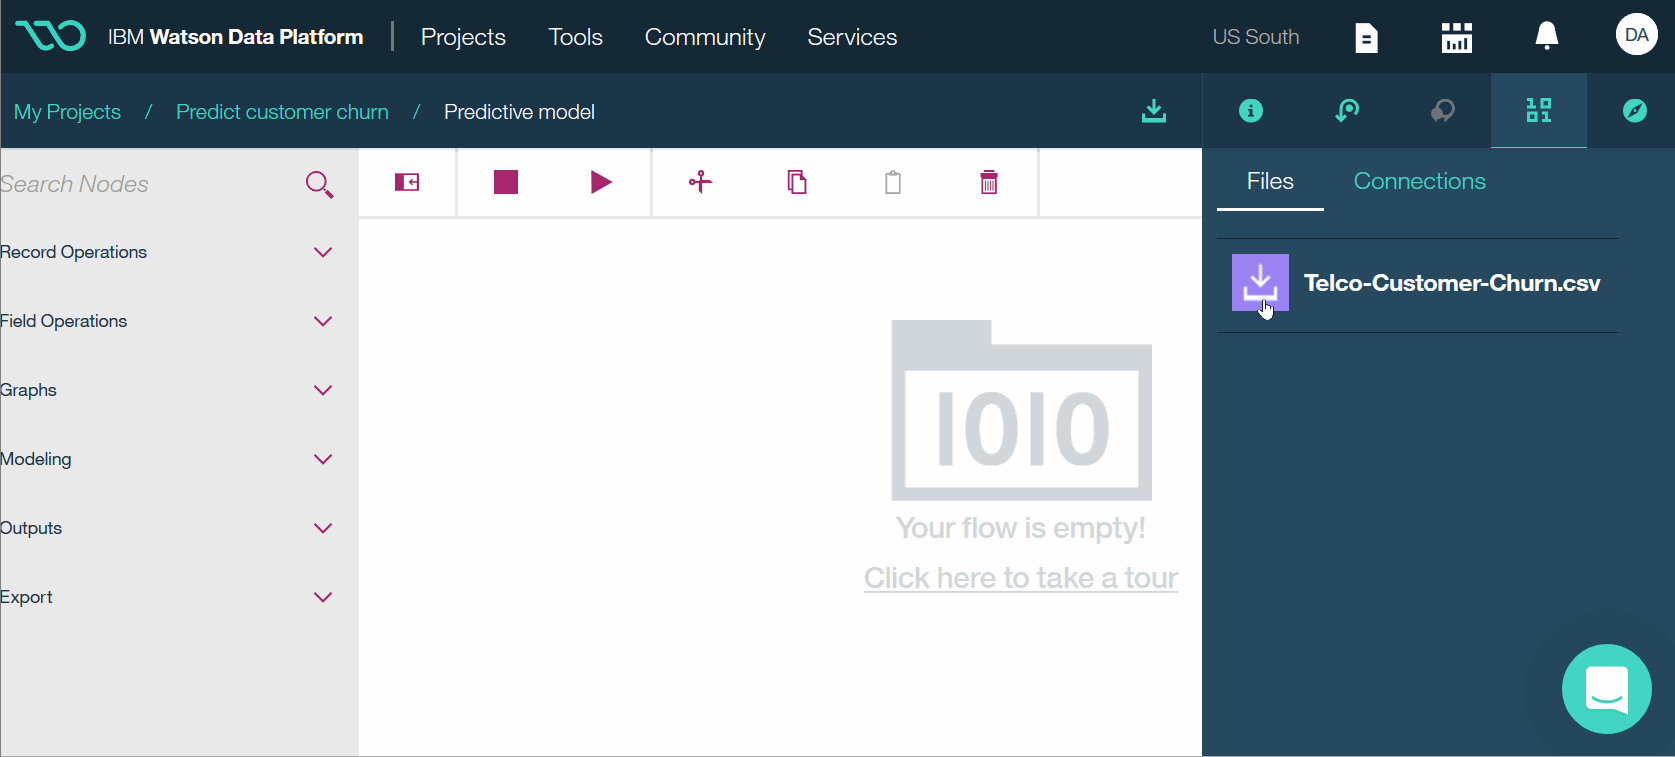 IBM Watson Data Platform
Projects
Tools
Community
Services
US South
DA
My Projects / Predict customer churn / Predictive model
Search Nodes
Record Operations
Field Operations
Graphs
Modeling
Outputs
Export
1010
Your flow is empty!
Click here to take a tour
Files
Connections
Telco-Customer-Churn.csv